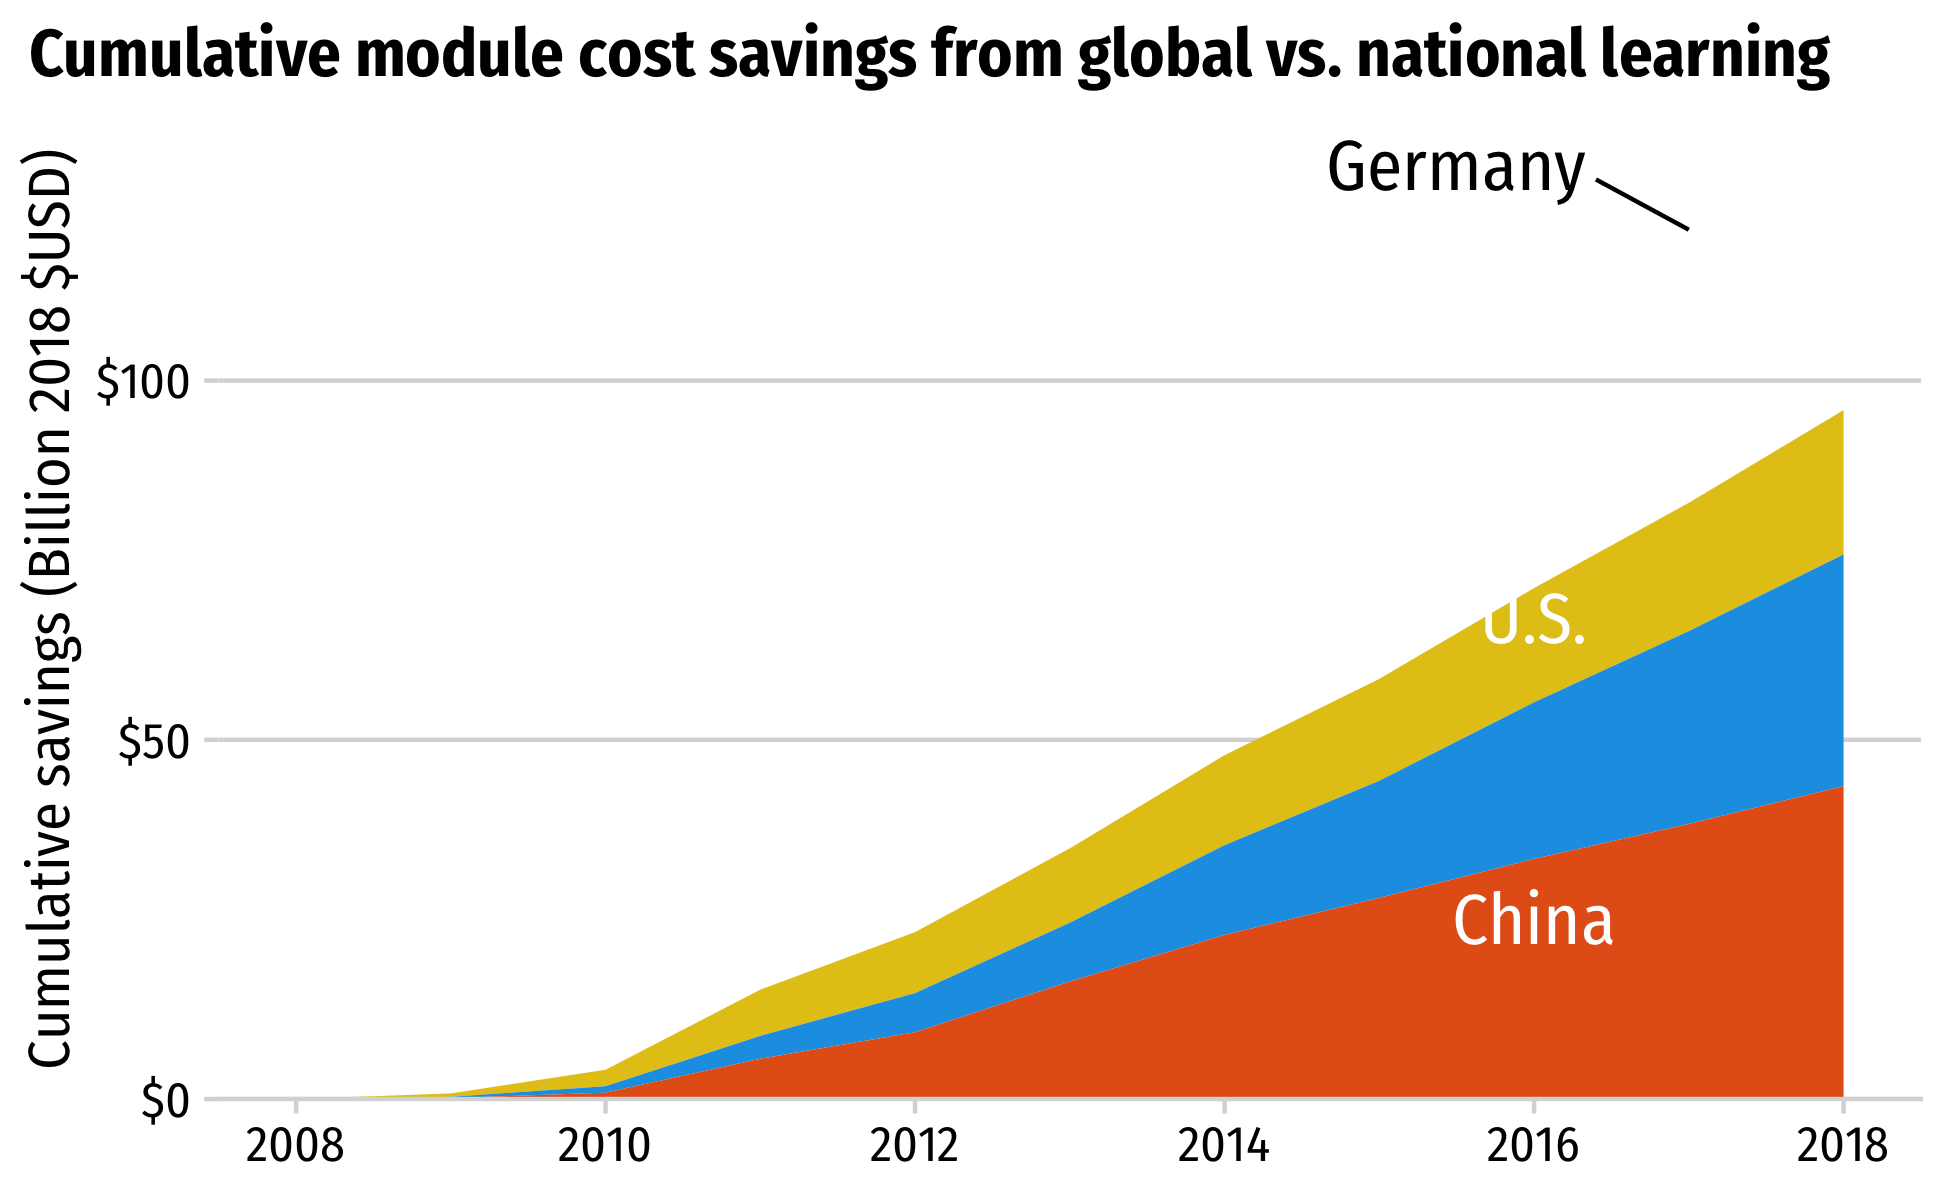 Cumulative module cost savings from global vs. national learning
Cumulative savings (Billion 2018 $USD)
Germany
$100
U.S.
$50
China
$0
2008 2010 2012 2014 2016 2018